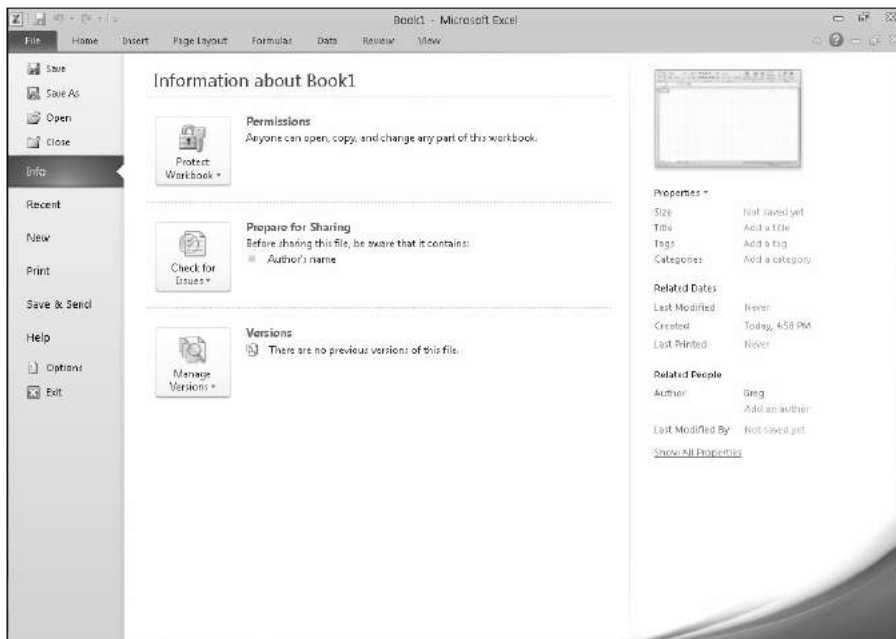 Book1 - Microsoft Excel
File Home Insert Page Layout Formulas Data Review View
Save
Save As
Open
Close
Info
Recent
New
Print
Save & Send
Help
Options
Exit
Information about Book1
Protect
Workbook
Permissions
Anyone can open, copy, and change any part of this workbook.
Check for
Issues
Prepare for Sharing
Before sharing this file, be aware that it contains:
Author's name
Manage
Versions
Versions
There are no previous versions of this file.
Properties
Size Not saved yet
Title Add a title
Tags Add a tag
Categories Add a category
Related Dates
Last Modified Never
Created Today, 4:58 PM
Last Printed Never
Related People
Author Greg
Add an author
Last Modified By Not saved yet
Show All Properties